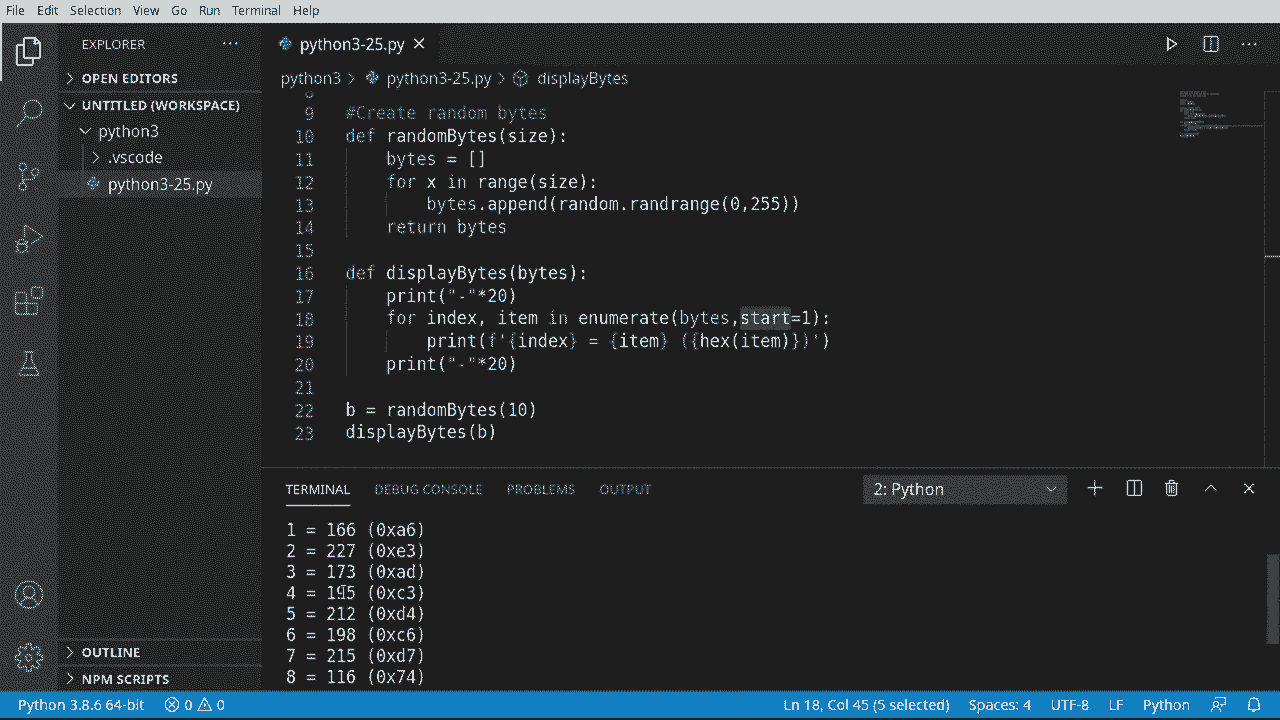 File Edit Selection View Go Run Terminal Help
EXPLORER
OPEN EDITORS
UNTITLED (WORKSPACE)
python3
.vscode
python3-25.py
OUTLINE
NPM SCRIPTS
python3-25.py
python3 > python3-25.py > displayBytes
8
9 #Create random bytes
10 def randomBytes(size):
11 bytes = []
12 for x in range(size):
13 bytes.append(random.randrange(0,255))
14 return bytes
15
16 def displayBytes(bytes):
17 print("-"*20)
18 for index, item in enumerate(bytes,start=1):
19 print(f'{index} = {item} ({hex(item)})')
20 print("-"*20)
21
22 b = randomBytes(10)
23 displayBytes(b)
TERMINAL DEBUG CONSOLE PROBLEMS OUTPUT 2: Python
1 = 166 (0xa6)
2 = 227 (0xe3)
3 = 173 (0xad)
4 = 195 (0xc3)
5 = 212 (0xd4)
6 = 198 (0xc6)
7 = 215 (0xd7)
8 = 116 (0x74)
Python 3.8.6 64-bit 0 0 Ln 18, Col 45 (5 selected) Spaces: 4 UTF-8 LF Python